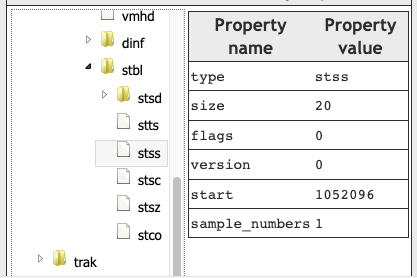 vmhd
dinf
stbl
stsd
stts
stss
stsc
stsz
stco
trak
Property name Property value
type stss
size 20
flags 0
version 0
start 1052096
sample_numbers 1